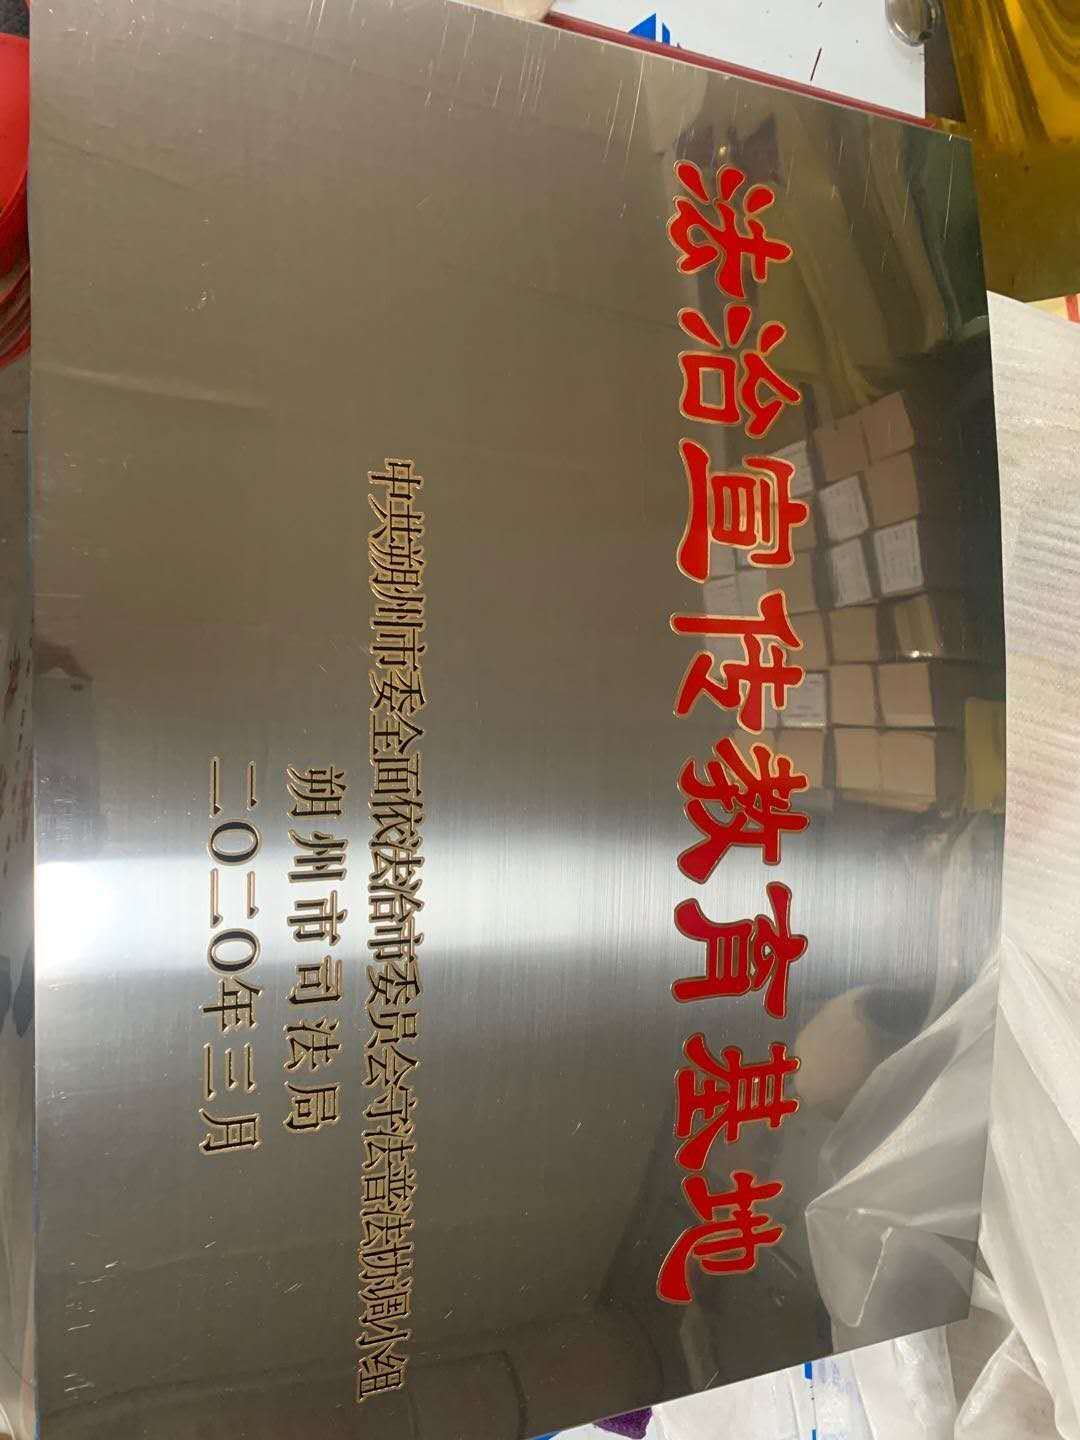 法治宣传教育基地
中共朔州市委全面依法治市委员会守法普法协调小组
朔州市司法局
二〇二〇年三月